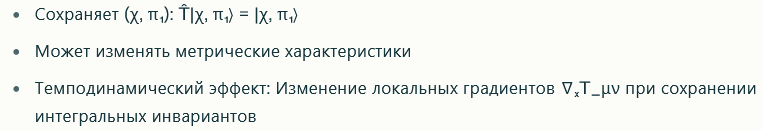 • Сохраняет (χ, π₁): T̂|χ, π₁⟩ = |χ, π₁⟩
• Может изменять метрические характеристики
• Темподинамический эффект: Изменение локальных градиентов ∇ₓT_μν при сохранении
интегральных инвариантов